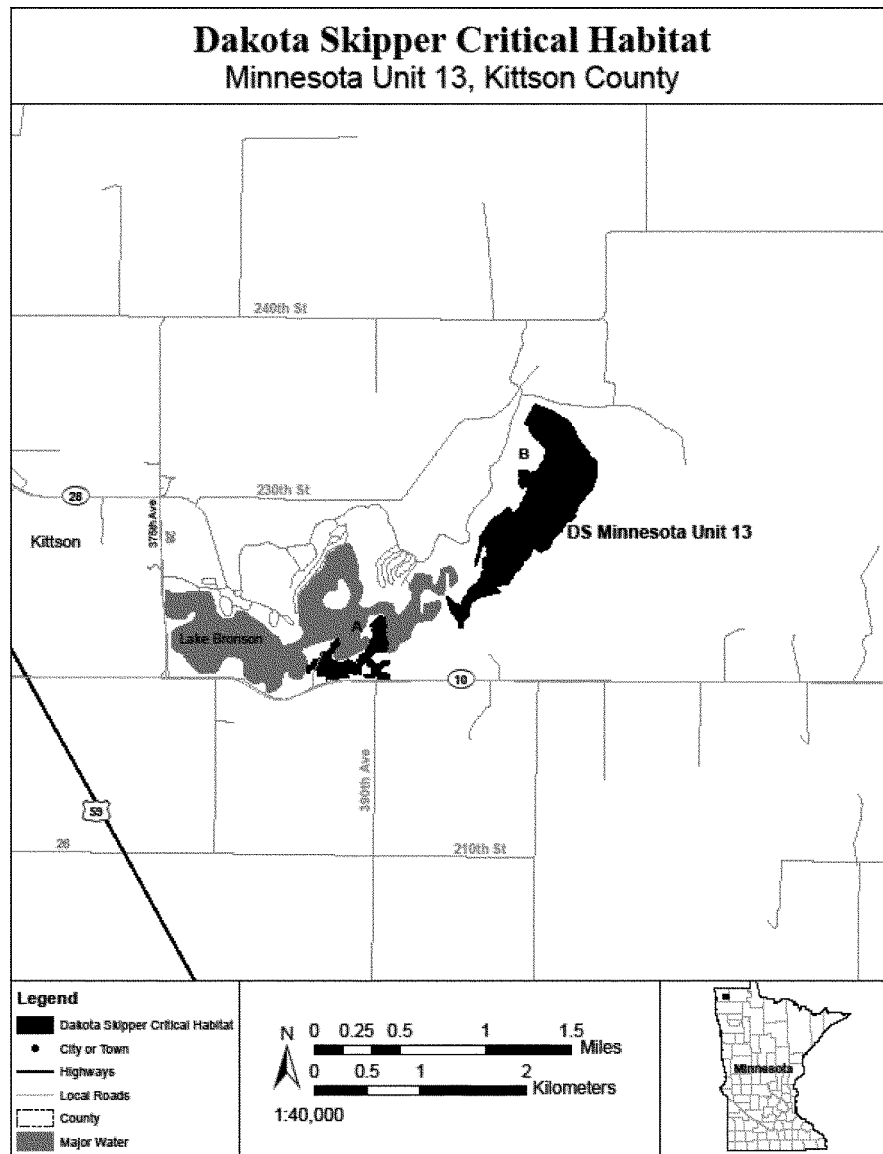 Dakota Skipper Critical Habitat
Minnesota Unit 13, Kittson County
240th St
B
28
230th St
375th Ave
DS Minnesota Unit 13
Kittson
A
Lake Bronson
10
390th Ave
59
26
210th St
Legend
Dakota Skipper Critical Habitat
City or Town
Highways
Local Roads
County
Major Water
N
0 0.25 0.5 1 1.5
Miles
0 0.5 1 2
Kilometers
1:40,000
Minnesota